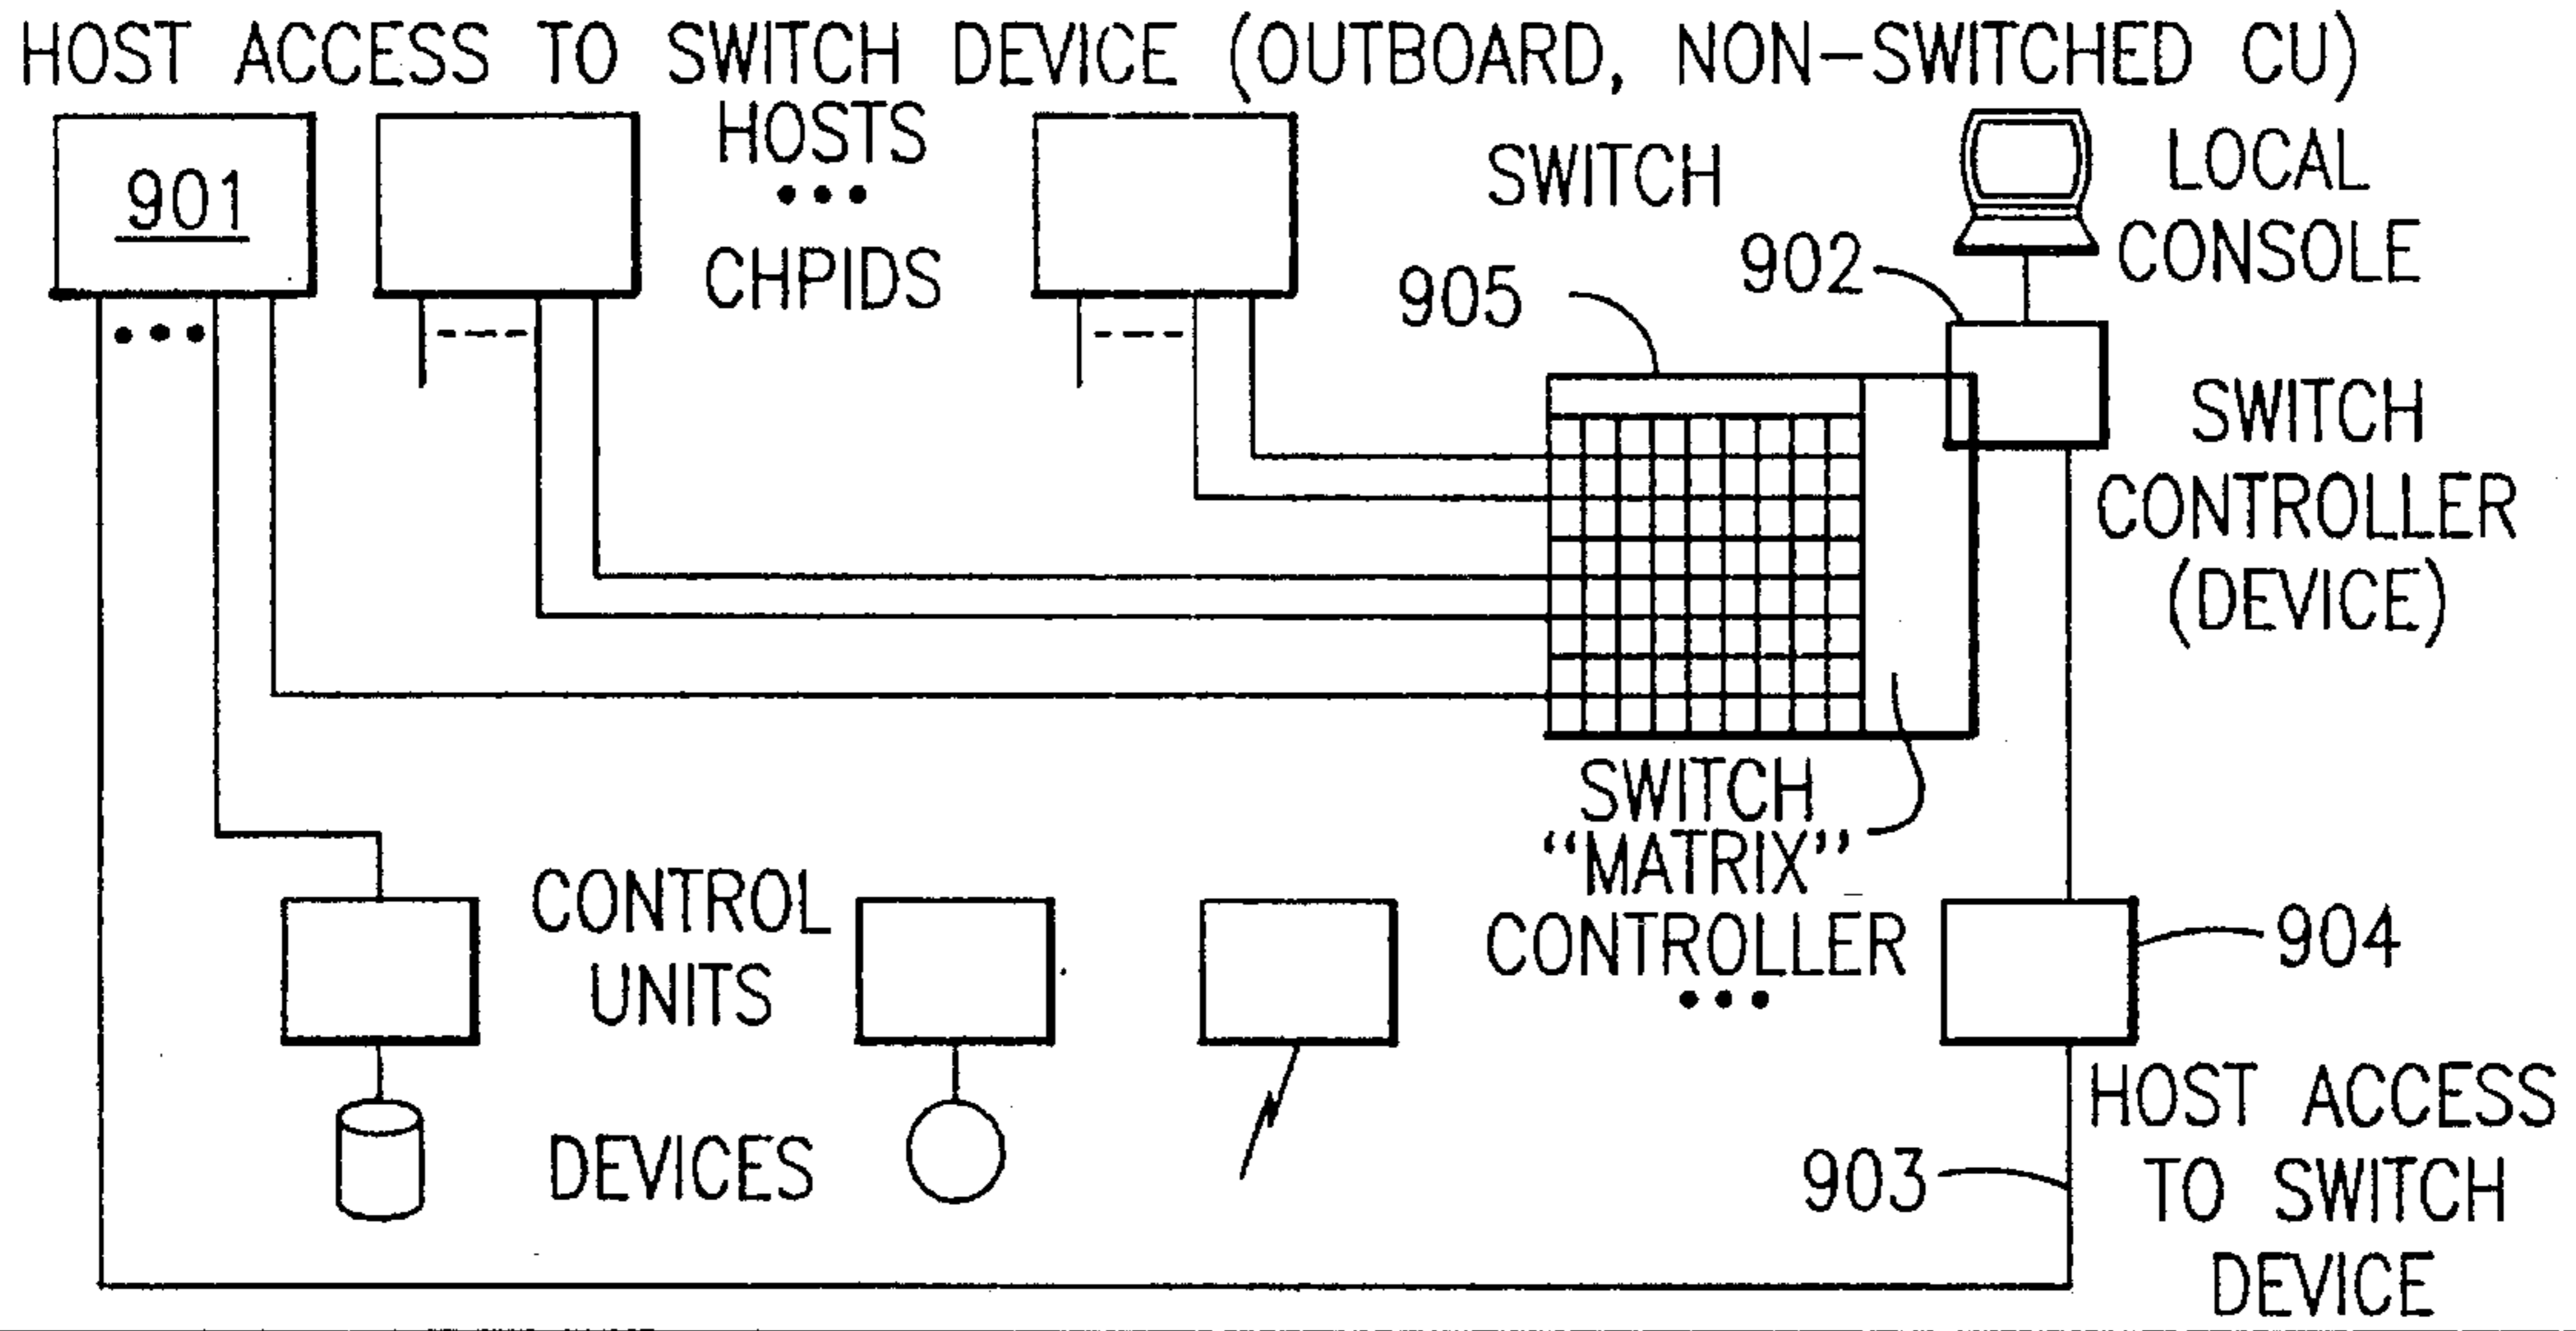 HOST ACCESS TO SWITCH DEVICE (OUTBOARD, NON-SWITCHED CU)
901
HOSTS
CHPIDS
SWITCH
905
902
LOCAL
CONSOLE
SWITCH
CONTROLLER
(DEVICE)
SWITCH
“MATRIX”
CONTROLLER
CONTROL
UNITS
DEVICES
904
903
HOST ACCESS
TO SWITCH
DEVICE